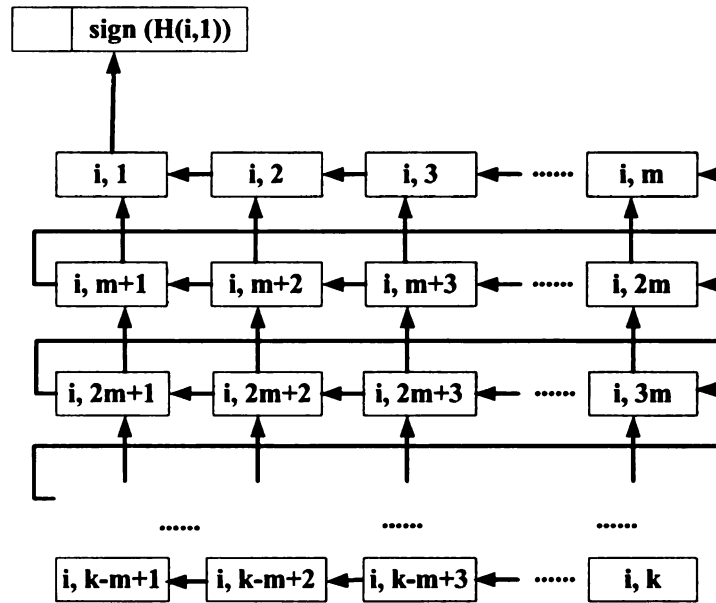 sign (H(i,1))
i, 1 i, 2 i, 3 ...... i, m
i, m+1 i, m+2 i, m+3 ...... i, 2m
i, 2m+1 i, 2m+2 i, 2m+3 ...... i, 3m
...... ...... ......
i, k-m+1 i, k-m+2 i, k-m+3 ...... i, k